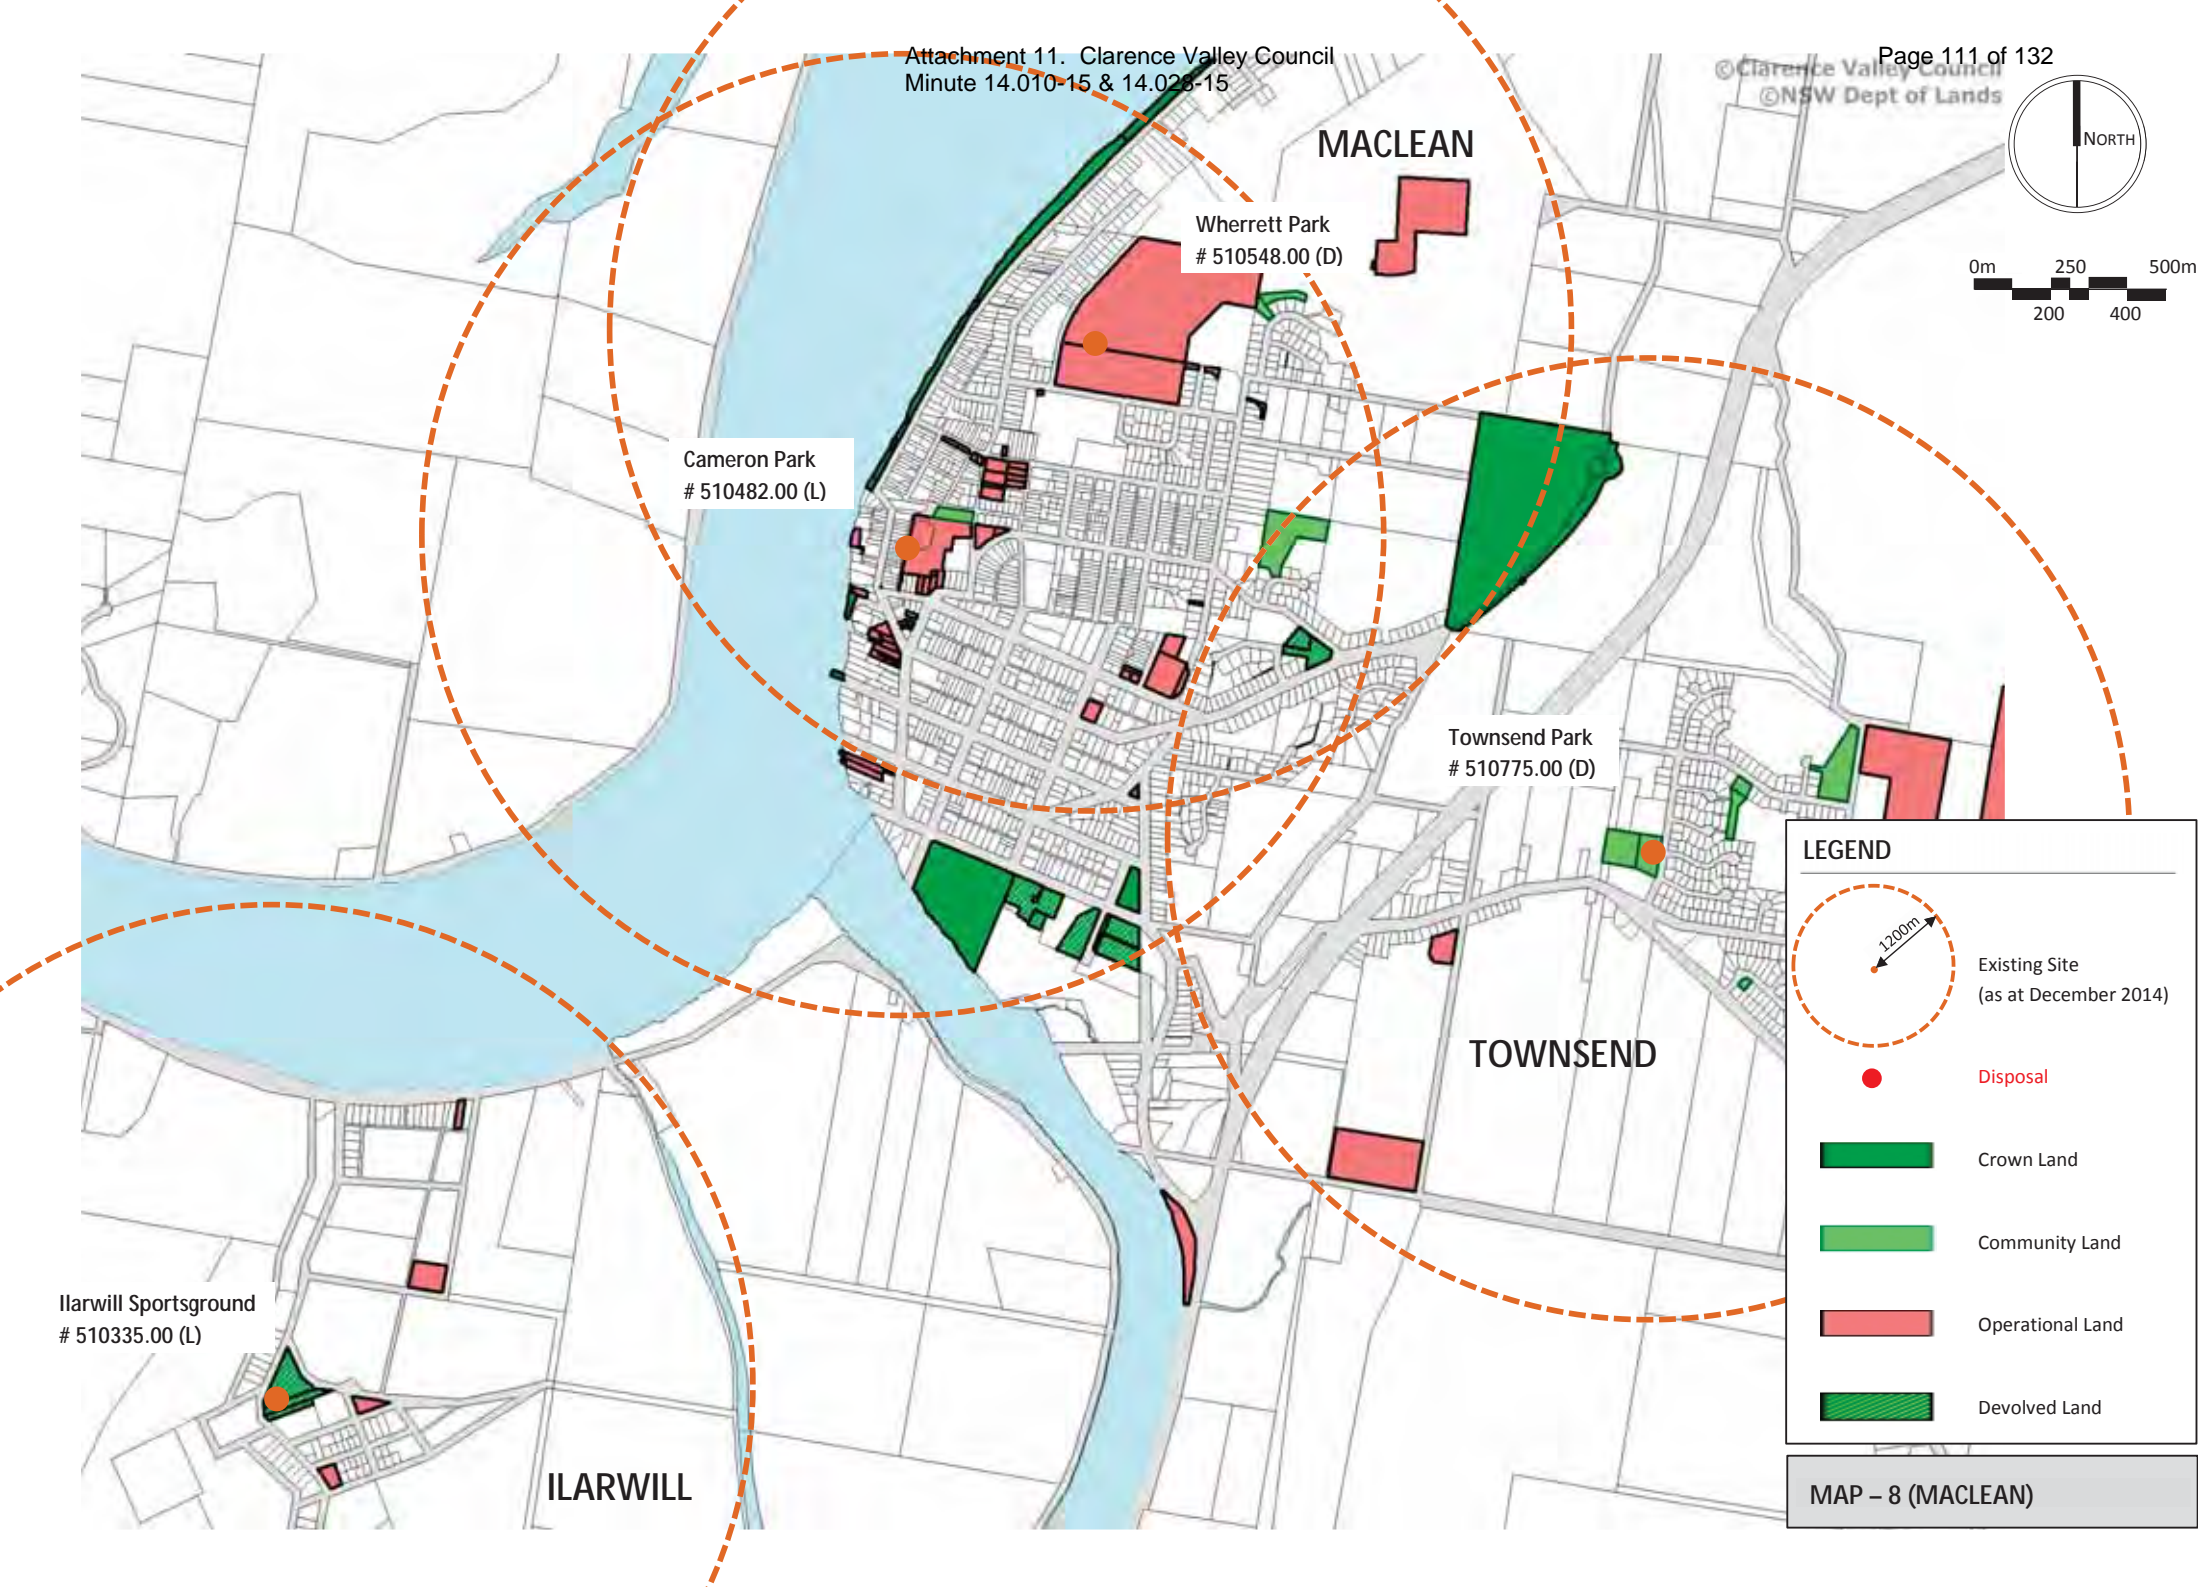 Attachment 11.  Clarence Valley Council
Minute 14.010-15 & 14.028-15
Page 111 of 132
©Clarence Valley Council
©NSW Dept of Lands
NORTH
MACLEAN
Wherrett Park
# 510548.00 (D)
0m 250 500m
200 400
Cameron Park
# 510482.00 (L)
Townsend Park
# 510775.00 (D)
TOWNSEND
Ilarwill Sportsground
# 510335.00 (L)
ILARWILL
LEGEND
1200m
Existing Site
(as at December 2014)
Disposal
Crown Land
Community Land
Operational Land
Devolved Land
MAP – 8 (MACLEAN)